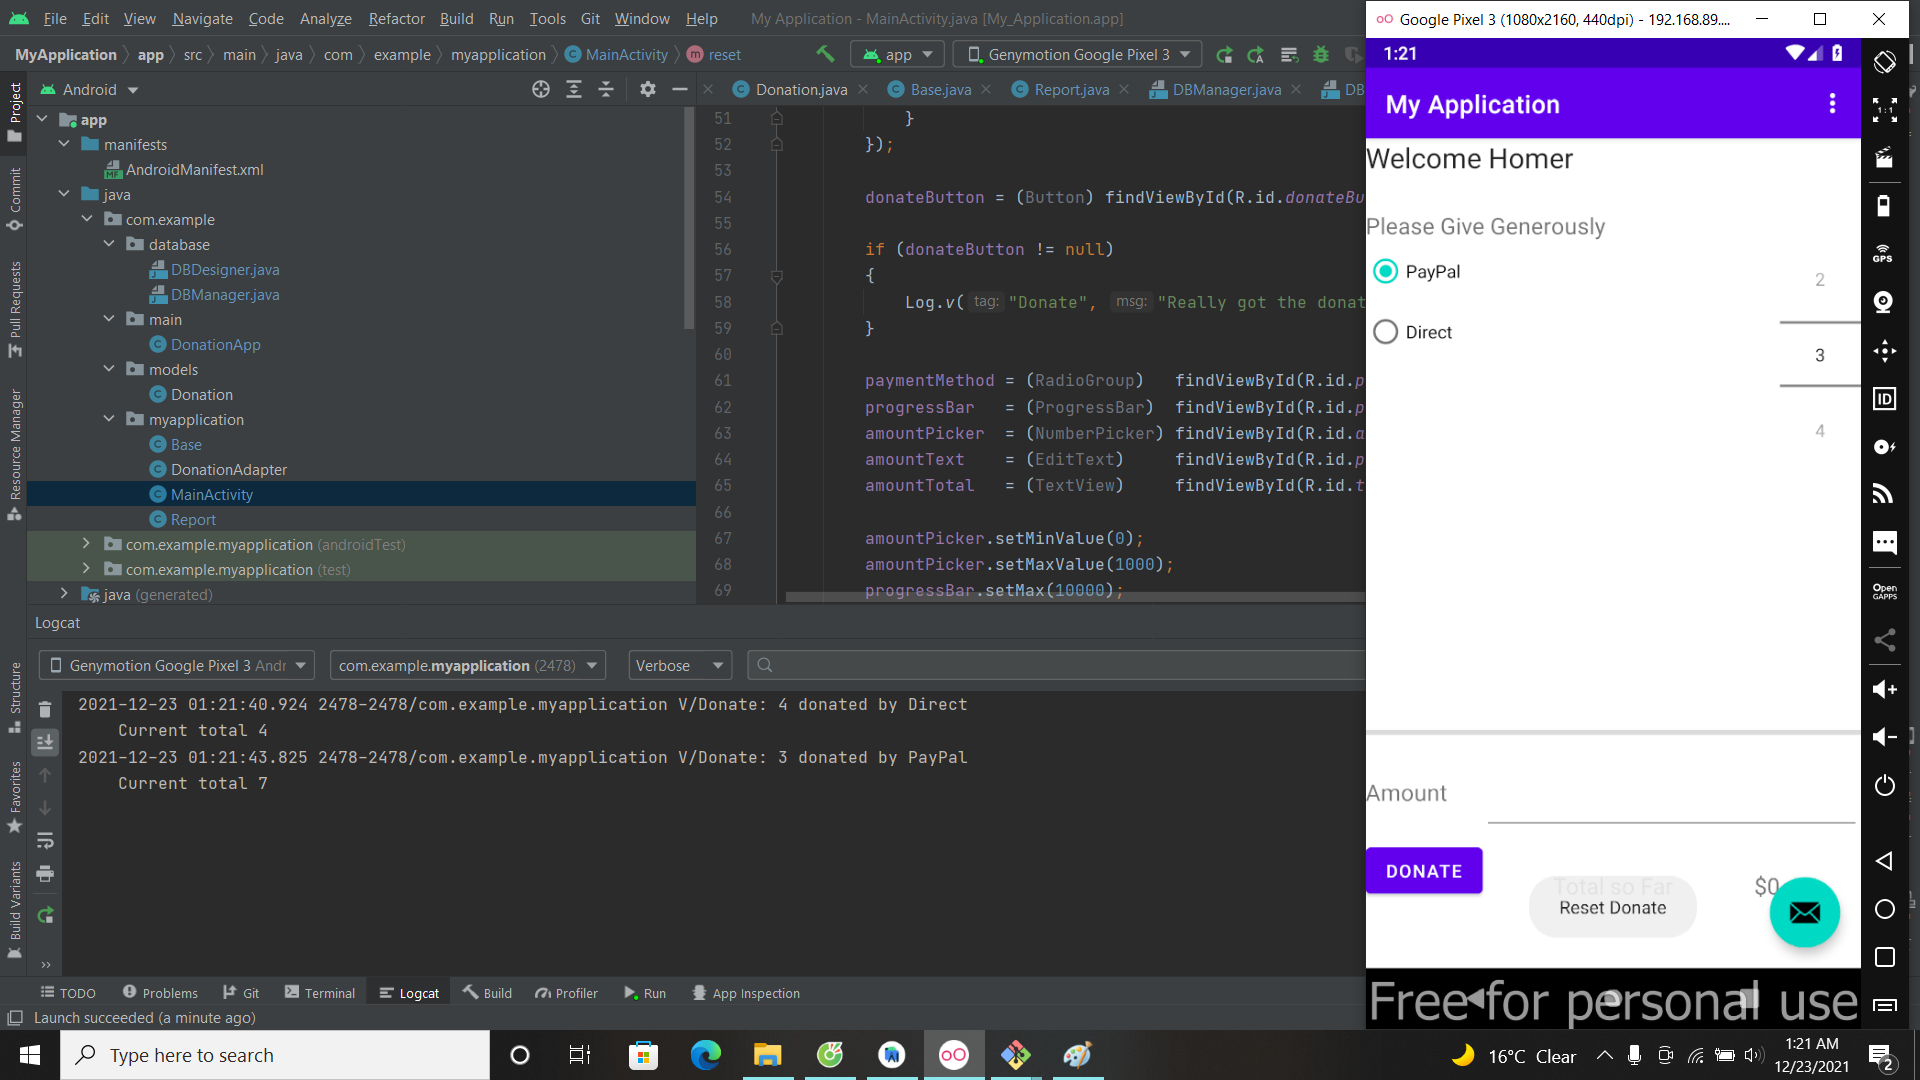 File Edit View Navigate Code Analyze Refactor Build Run Tools Git Window Help My Application - MainActivity.java [My_Application.app]
MyApplication app src main java com example myapplication MainActivity reset app Genymotion Google Pixel 3
Android
Donation.java Base.java Report.java DBManager.java DB
Project
Commit
Pull Requests
Resource Manager
Structure
Favorites
Build Variants
app
manifests
AndroidManifest.xml
java
com.example
database
DBDesigner.java
DBManager.java
main
DonationApp
models
Donation
myapplication
Base
DonationAdapter
MainActivity
Report
com.example.myapplication (androidTest)
com.example.myapplication (test)
java (generated)
51 }
52 });
53
54 donateButton = (Button) findViewById(R.id.donateBu
55
56 if (donateButton != null)
57 {
58 Log.v( tag: "Donate", msg: "Really got the donat
59 }
60
61 paymentMethod = (RadioGroup) findViewById(R.id.p
62 progressBar = (ProgressBar) findViewById(R.id.p
63 amountPicker = (NumberPicker) findViewById(R.id.a
64 amountText = (EditText) findViewById(R.id.p
65 amountTotal = (TextView) findViewById(R.id.t
66
67 amountPicker.setMinValue(0);
68 amountPicker.setMaxValue(1000);
69 progressBar.setMax(10000);
Logcat
Genymotion Google Pixel 3 Andr com.example.myapplication (2478) Verbose
2021-12-23 01:21:40.924 2478-2478/com.example.myapplication V/Donate: 4 donated by Direct
Current total 4
2021-12-23 01:21:43.825 2478-2478/com.example.myapplication V/Donate: 3 donated by PayPal
Current total 7
TODO Problems Git Terminal Logcat Build Profiler Run App Inspection
Launch succeeded (a minute ago)
Google Pixel 3 (1080x2160, 440dpi) - 192.168.89....
1:21
My Application
Welcome Homer
Please Give Generously
PayPal
Direct
2
3
4
Amount
DONATE
Total so Far
$0
Reset Donate
Free for personal use
1:1
GPS
ID
Open
GAPPS
Type here to search
16°C Clear
1:21 AM
12/23/2021
2